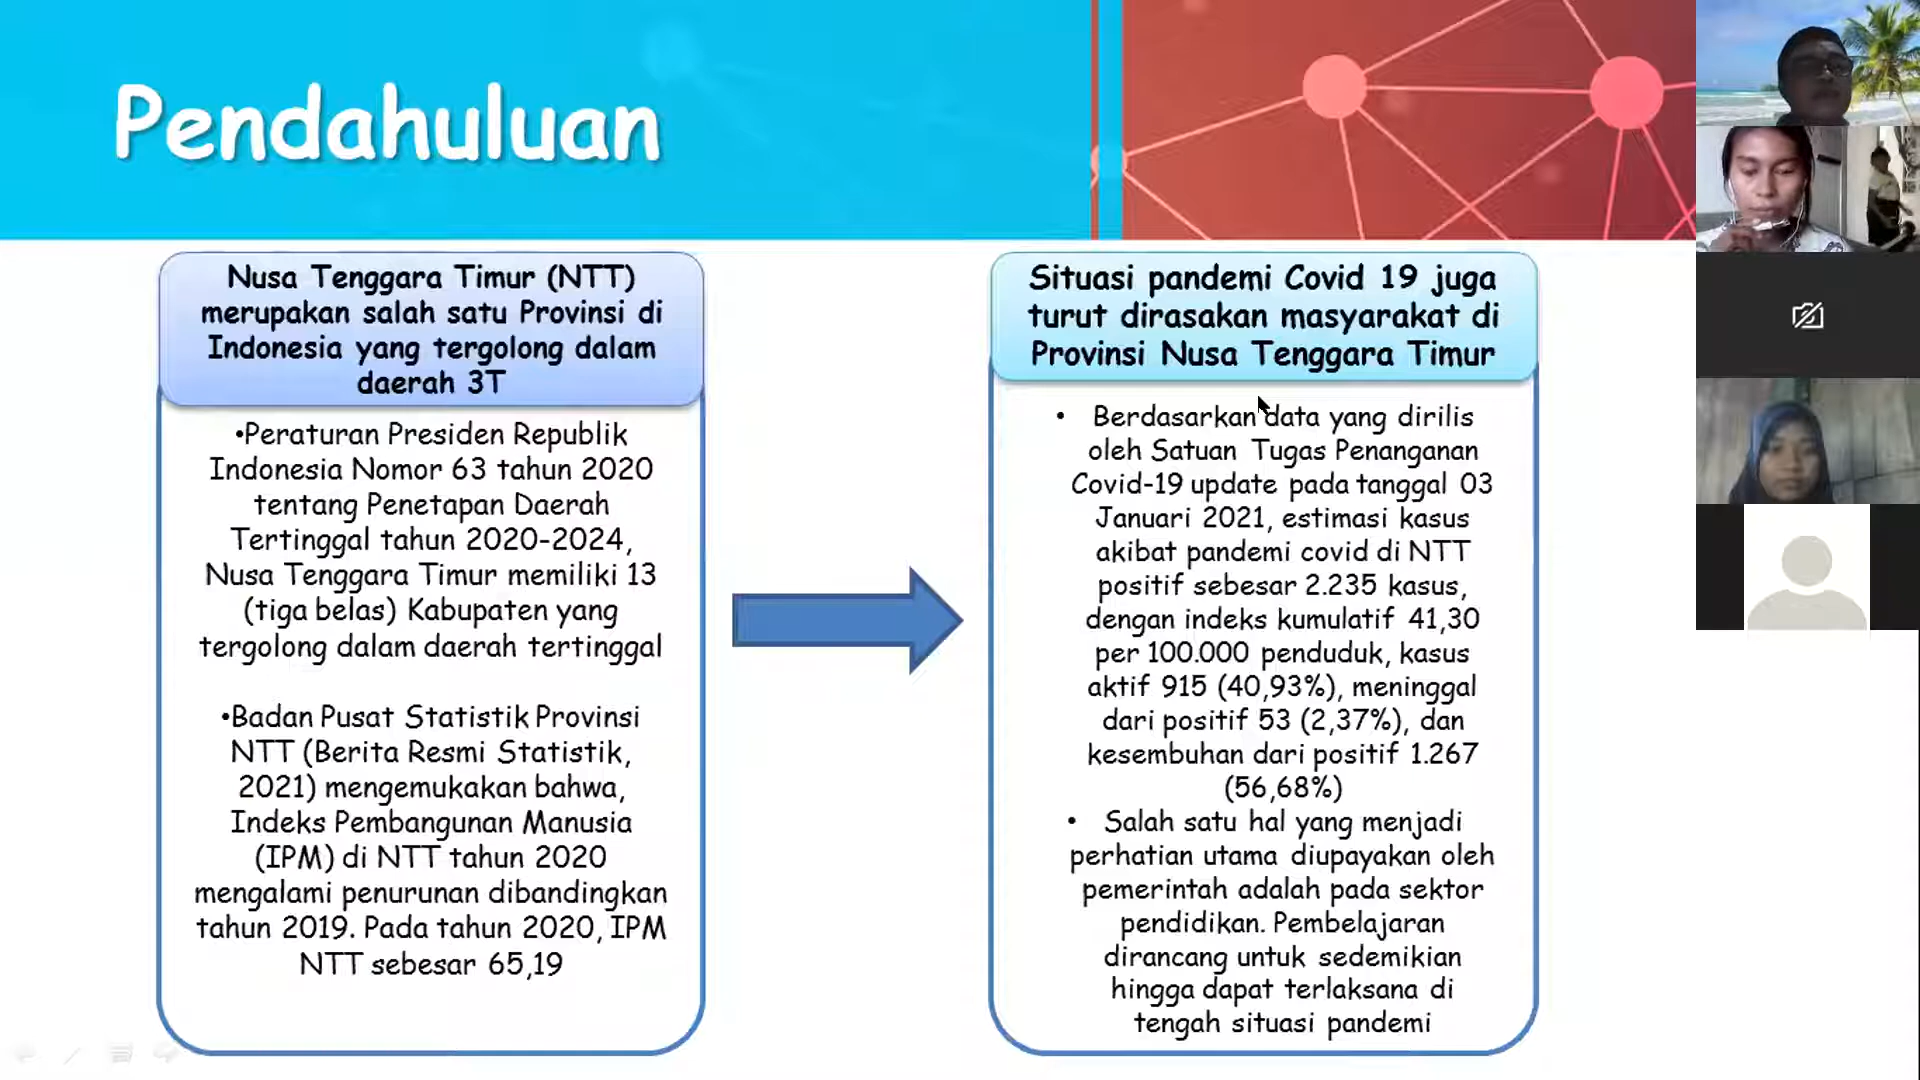 Pendahuluan
Nusa Tenggara Timur (NTT)
merupakan salah satu Provinsi di
Indonesia yang tergolong dalam
daerah 3T
•Peraturan Presiden Republik
Indonesia Nomor 63 tahun 2020
tentang Penetapan Daerah
Tertinggal tahun 2020-2024,
Nusa Tenggara Timur memiliki 13
(tiga belas) Kabupaten yang
tergolong dalam daerah tertinggal
•Badan Pusat Statistik Provinsi
NTT (Berita Resmi Statistik,
2021) mengemukakan bahwa,
Indeks Pembangunan Manusia
(IPM) di NTT tahun 2020
mengalami penurunan dibandingkan
tahun 2019. Pada tahun 2020, IPM
NTT sebesar 65,19
Situasi pandemi Covid 19 juga
turut dirasakan masyarakat di
Provinsi Nusa Tenggara Timur
• Berdasarkan data yang dirilis
oleh Satuan Tugas Penanganan
Covid-19 update pada tanggal 03
Januari 2021, estimasi kasus
akibat pandemi covid di NTT
positif sebesar 2.235 kasus,
dengan indeks kumulatif 41,30
per 100.000 penduduk, kasus
aktif 915 (40,93%), meninggal
dari positif 53 (2,37%), dan
kesembuhan dari positif 1.267
(56,68%)
• Salah satu hal yang menjadi
perhatian utama diupayakan oleh
pemerintah adalah pada sektor
pendidikan. Pembelajaran
dirancang untuk sedemikian
hingga dapat terlaksana di
tengah situasi pandemi